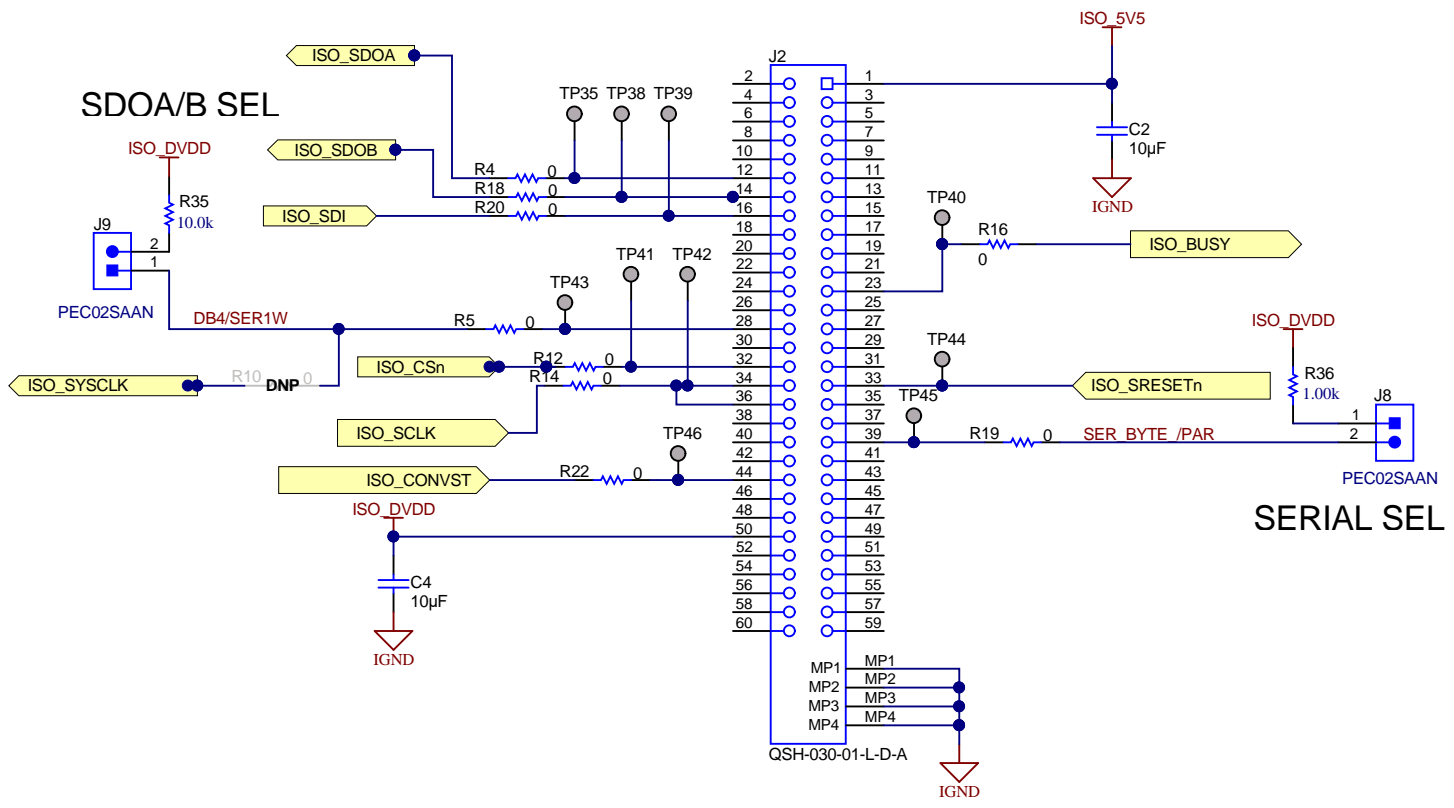 ISO_5V5
ISO_SDOA
J2
SDOA/B SEL
TP35 TP38 TP39
C2
10µF
IGND
ISO_DVDD
ISO_SDOB
R4 0
R18 0
R20 0
ISO_SDI
R35
10.0k
J9
2
1
PEC02SAAN
TP40
R16
0
ISO_BUSY
TP41 TP42
TP43
DB4/SER1W
R5 0
ISO_DVDD
TP44
ISO_CSn
R12 0
R14 0
ISO_SYSCLK
R10 DNP 0
ISO_SRESETn
R36
1.00k
J8
1
2
TP45
ISO_SCLK
R19 0
SER_BYTE_/PAR
TP46
ISO_CONVST
R22 0
PEC02SAAN
SERIAL SEL
ISO_DVDD
C4
10µF
IGND
2 1
4 3
6 5
8 7
10 9
12 11
14 13
16 15
18 17
20 19
22 21
24 23
26 25
28 27
30 29
32 31
34 33
36 35
38 37
40 39
42 41
44 43
46 45
48 47
50 49
52 51
54 53
56 55
58 57
60 59
MP1 MP1
MP2 MP2
MP3 MP3
MP4 MP4
QSH-030-01-L-D-A
IGND